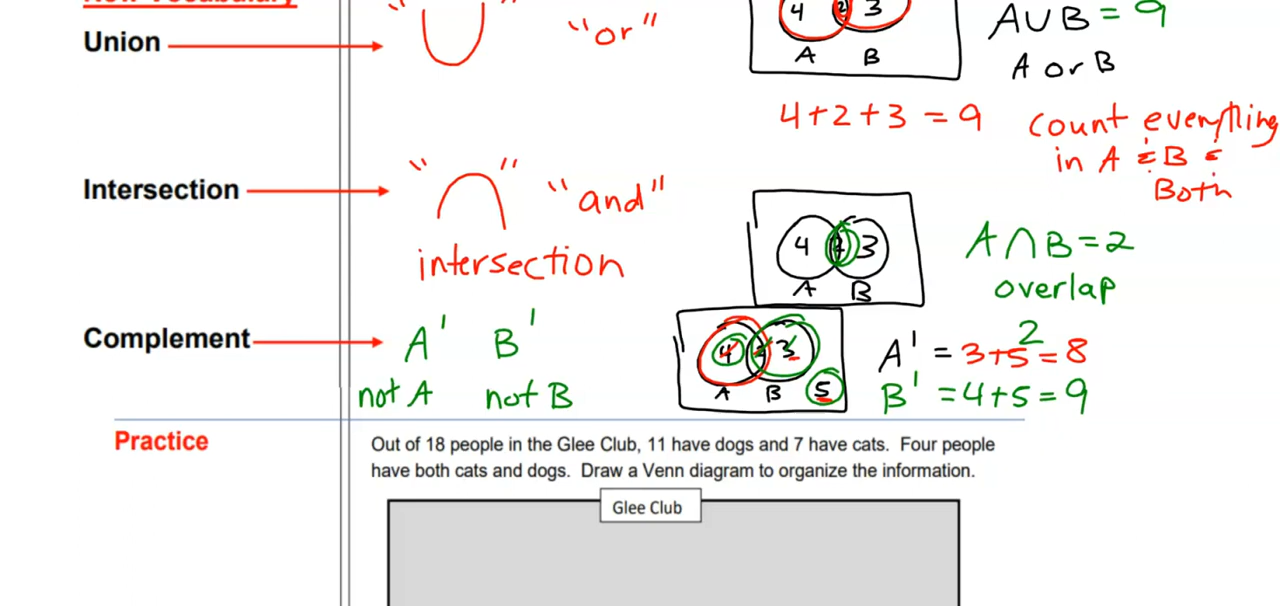 Union
"∪"
"or"
4 2 3
A B
A∪B = 9
A or B
4+2+3 = 9
count everything
in A & B &
Both
Intersection
"∩"
"and"
intersection
4 2 3
A B
A∩B = 2
overlap
Complement
A' B'
not A not B
4 2 3
A B 5
2
A' = 3+5 = 8
B' = 4+5 = 9
Practice
Out of 18 people in the Glee Club, 11 have dogs and 7 have cats. Four people
have both cats and dogs. Draw a Venn diagram to organize the information.
Glee Club